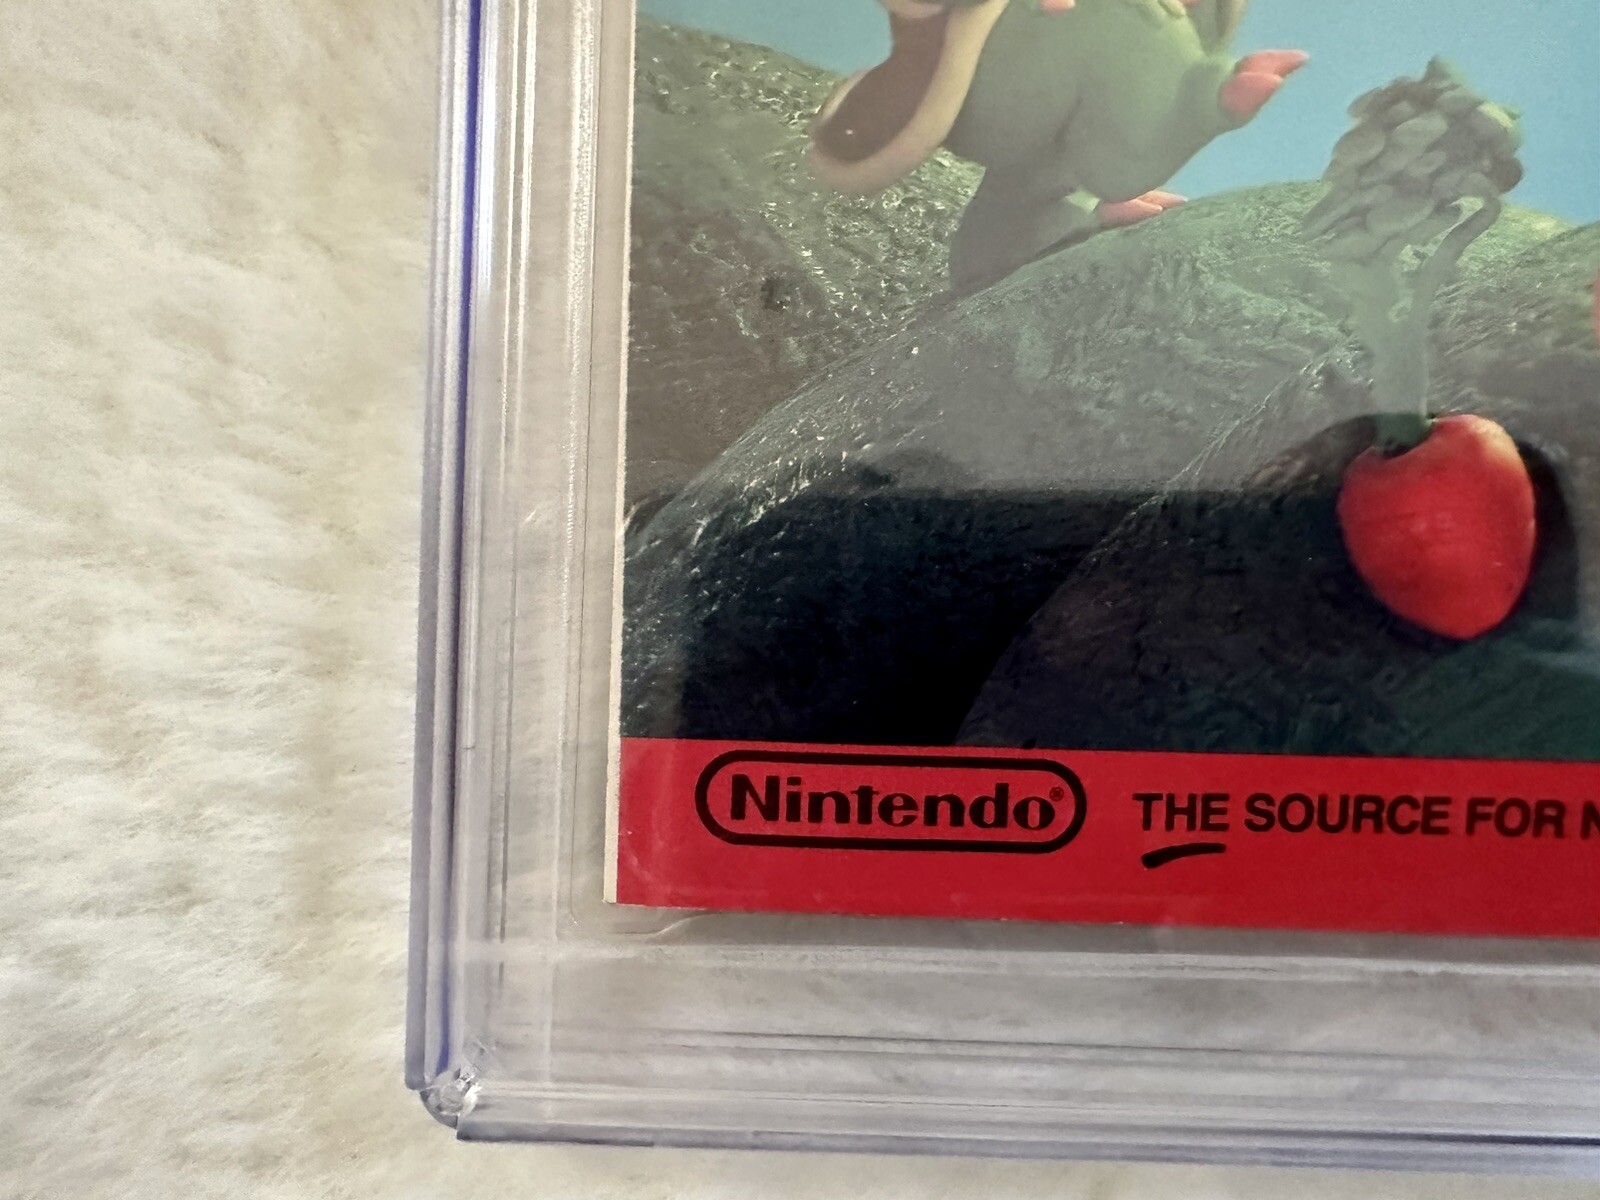 Nintendo®
THE SOURCE FOR